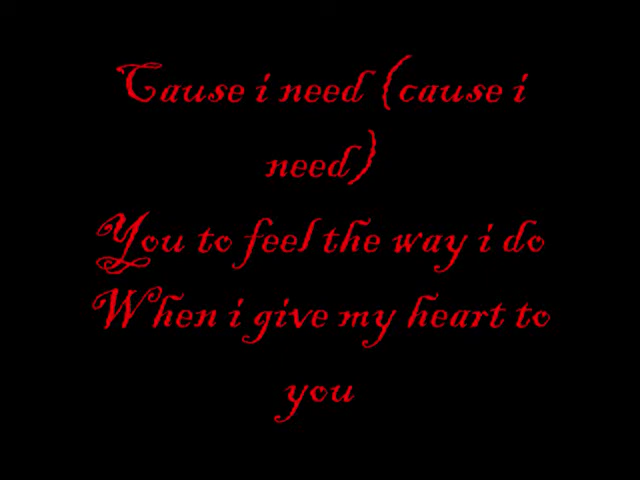 Cause i need (cause i
need)
You to feel the way i do
When i give my heart to
you